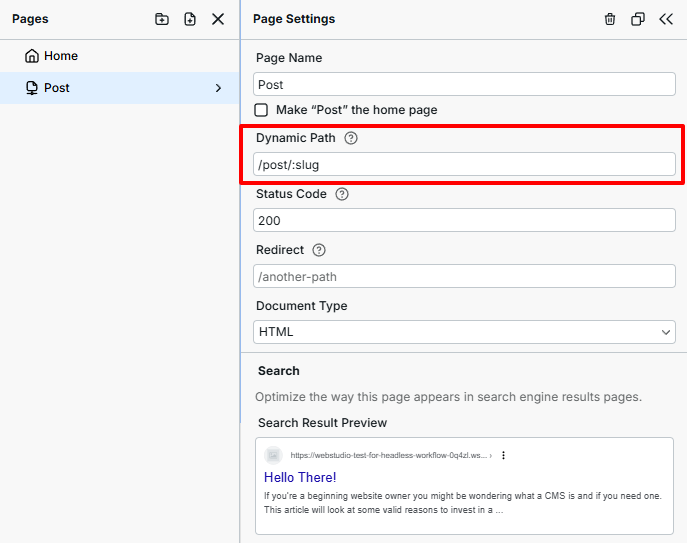 Pages
Home
Post
Page Settings
Page Name
Post
Make “Post” the home page
Dynamic Path
/post/:slug
Status Code
200
Redirect
/another-path
Document Type
HTML
Search
Optimize the way this page appears in search engine results pages.
Search Result Preview
https://webstudio-test-for-headless-workflow-0q4zl.ws...
Hello There!
If you're a beginning website owner you might be wondering what a CMS is and if you need one.
This article will look at some valid reasons to invest in a ...